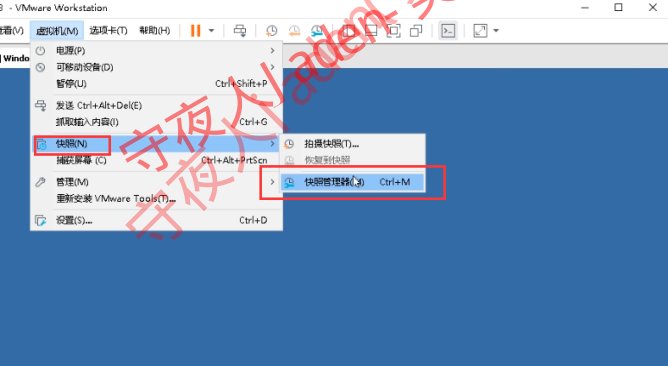 3 - VMware Workstation
查看(V) 虚拟机(M) 选项卡(T) 帮助(H)
Windo
电源(P)
可移动设备(D)
暂停(U) Ctrl+Shift+P
发送 Ctrl+Alt+Del(E)
抓取输入内容(I) Ctrl+G
快照(N)
捕获屏幕 (C) Ctrl+Alt+PrtScn
管理(M)
重新安装 VMware Tools(T)...
设置(S)... Ctrl+D
拍摄快照(T)...
恢复到快照
快照管理器(M) Ctrl+M
守夜人/laden-
守夜人/laden